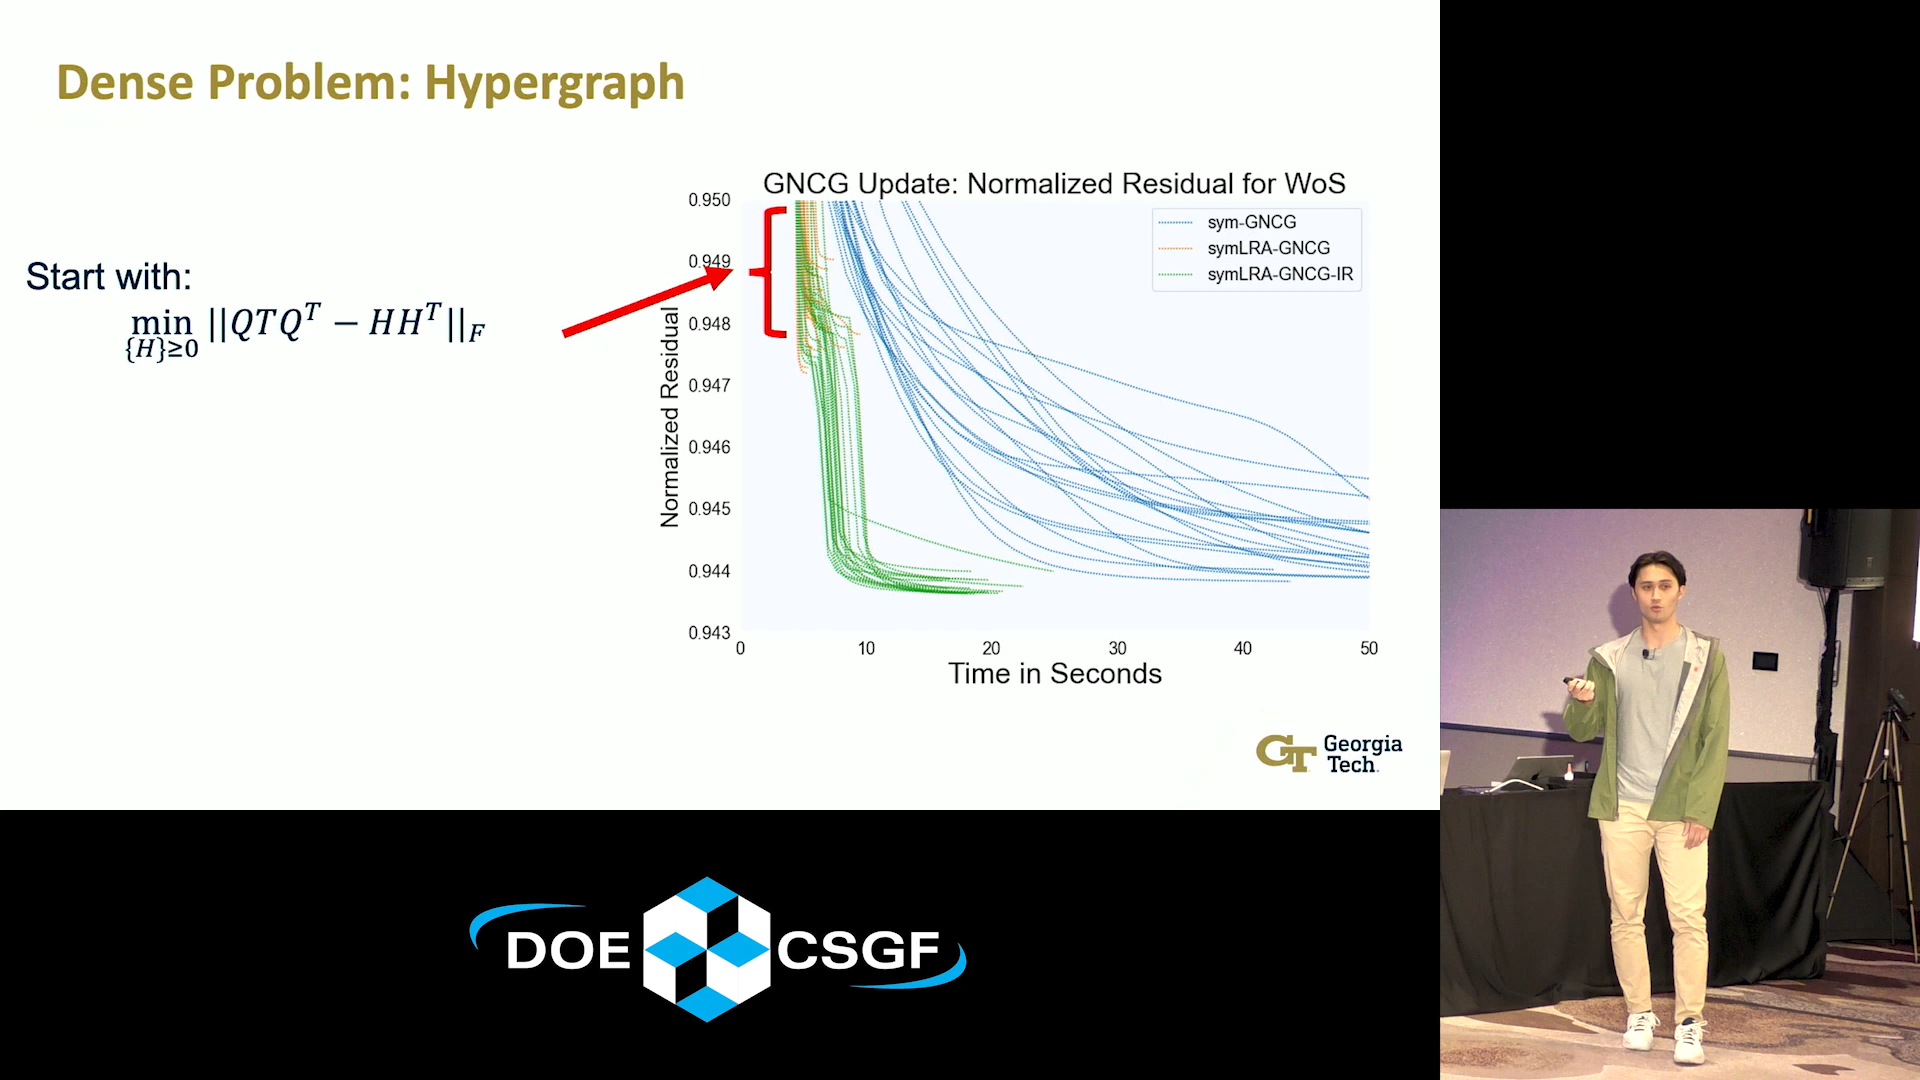 Dense Problem: Hypergraph
Start with:
min ||QTQ^T − HH^T||_F
{H}≥0
GNCG Update: Normalized Residual for WoS
sym-GNCG
symLRA-GNCG
symLRA-GNCG-IR
Normalized Residual
0.950
0.949
0.948
0.947
0.946
0.945
0.944
0.943
0 10 20 30 40 50
Time in Seconds
GT Georgia
Tech
DOE CSGF